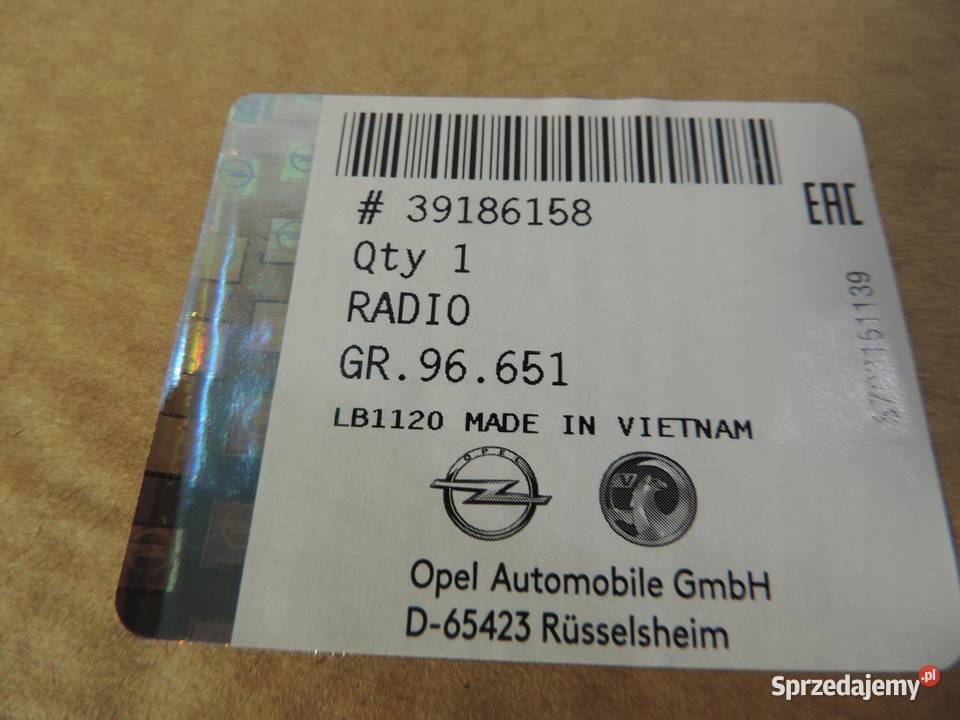 # 39186158
EAC
Qty 1
RADIO
GR.96.651
LB1120 MADE IN VIETNAM
OPEL
Opel Automobile GmbH
D-65423 Rüsselsheim
Sprzedajemy.pl